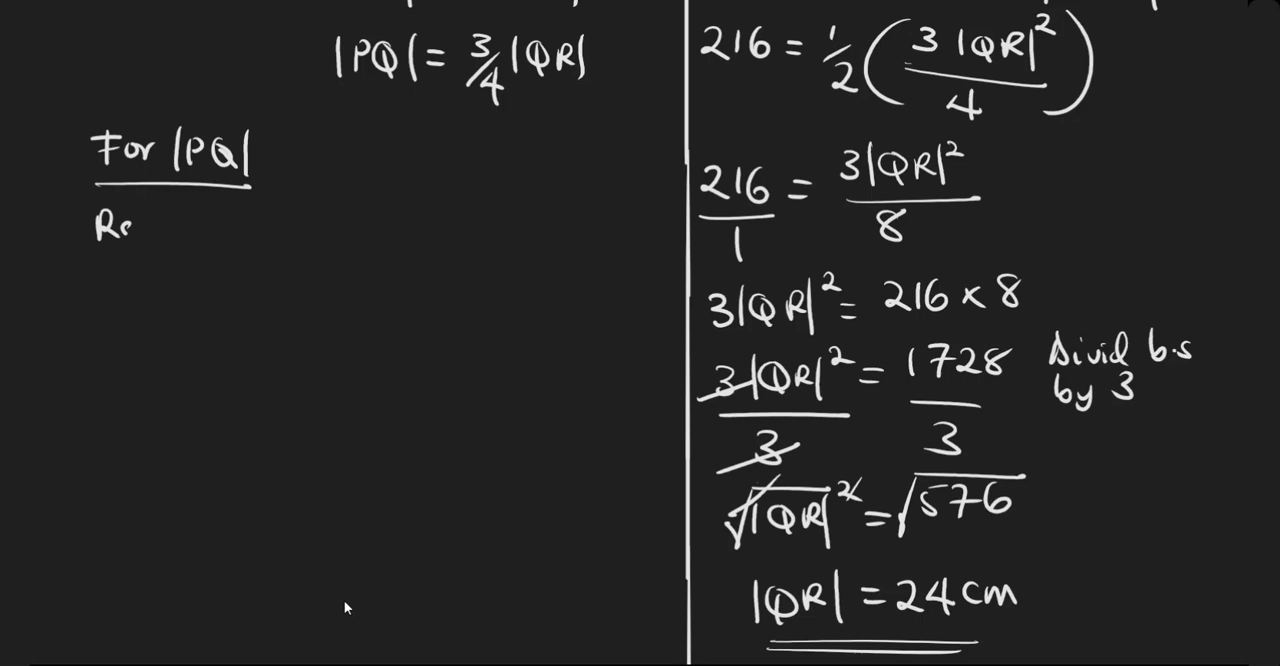 |PQ| = 3/4 |QR|
For |PQ|
Re
216 = 1/2 ( 3 |QR|² / 4 )
216 / 1 = 3|QR|² / 8
3|QR|² = 216 × 8
3|QR|² / 3 = 1728 / 3 Divid b.s
by 3
√|QR|² = √576
|QR| = 24cm